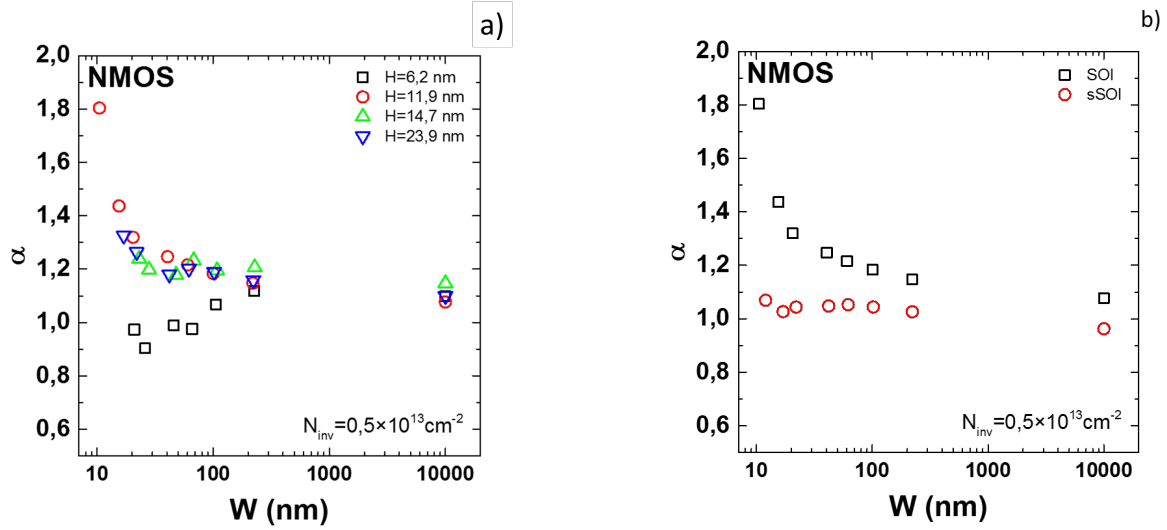 a)
NMOS
H=6,2 nm
H=11,9 nm
H=14,7 nm
H=23,9 nm
2,0
1,8
1,6
1,4
1,2
1,0
0,8
0,6
α
N_inv=0,5×10^13cm^-2
10 100 1000 10000
W (nm)
b)
NMOS
SOI
sSOI
2,0
1,8
1,6
1,4
1,2
1,0
0,8
0,6
α
N_inv=0,5×10^13cm^-2
10 100 1000 10000
W (nm)